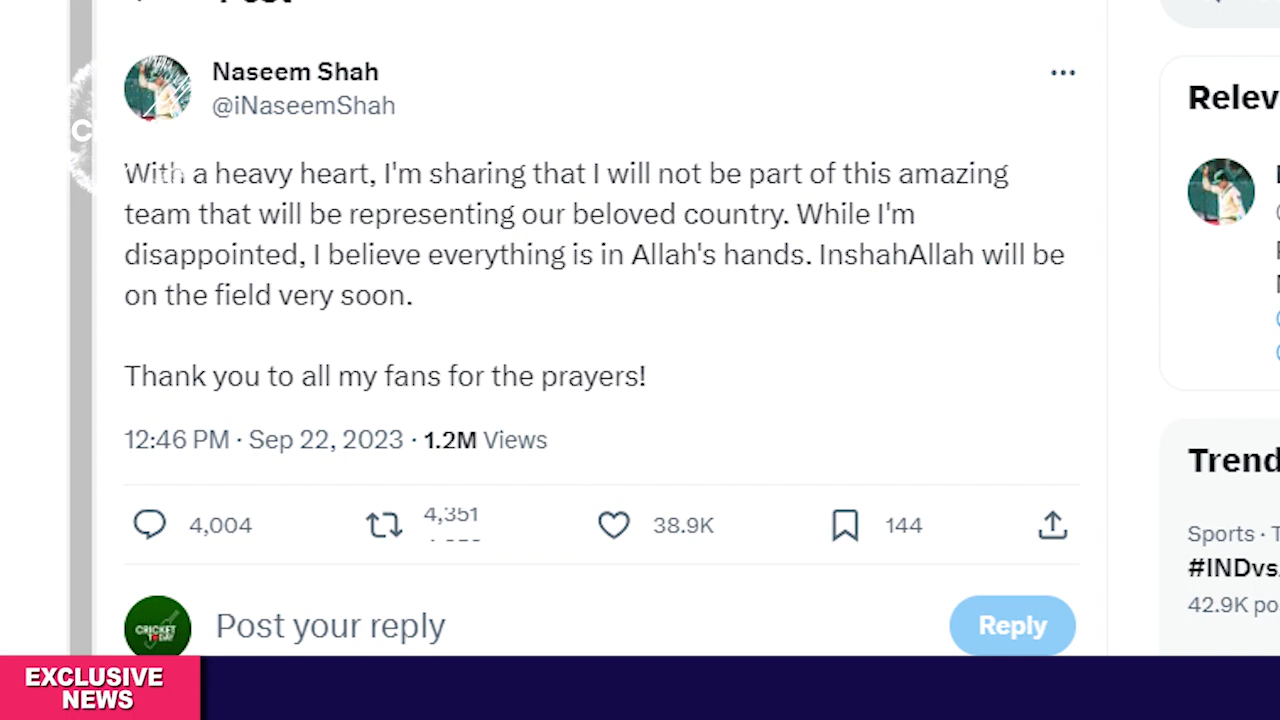 Naseem Shah
@iNaseemShah
With a heavy heart, I'm sharing that I will not be part of this amazing
team that will be representing our beloved country. While I'm
disappointed, I believe everything is in Allah's hands. InshahAllah will be
on the field very soon.
Thank you to all my fans for the prayers!
12:46 PM · Sep 22, 2023 · 1.2M Views
4,004 4,351 38.9K 144
CRICKET
TODAY
Post your reply
Reply
Relev
Trend
Sports ·
#INDvs
42.9K po
EXCLUSIVE
NEWS